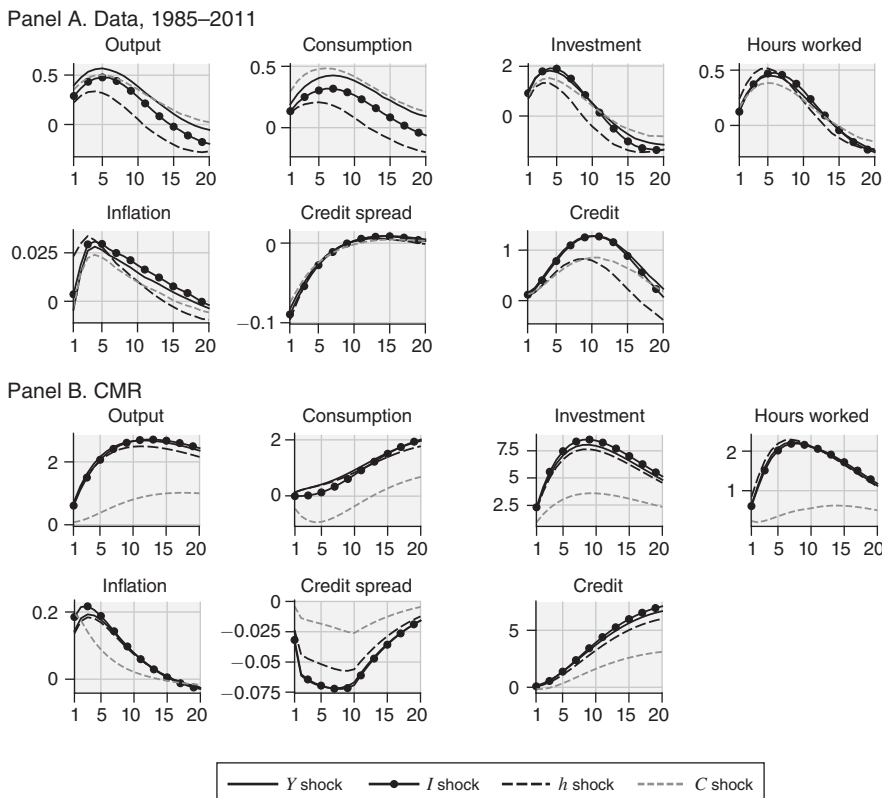 Panel A. Data, 1985–2011
Output
Consumption
Investment
Hours worked
0.5
0
1 5 10 15 20
0.5
0
1 5 10 15 20
2
0
1 5 10 15 20
0.5
0
1 5 10 15 20
Inflation
Credit spread
Credit
0.025
0
1 5 10 15 20
0
−0.1
1 5 10 15 20
1
0
1 5 10 15 20
Panel B. CMR
Output
Consumption
Investment
Hours worked
2
0
1 5 10 15 20
2
0
1 5 10 15 20
7.5
5
2.5
1 5 10 15 20
2
1
1 5 10 15 20
Inflation
Credit spread
Credit
0.2
0
1 5 10 15 20
0
−0.025
−0.05
−0.075
1 5 10 15 20
5
0
1 5 10 15 20
Y shock I shock h shock C shock